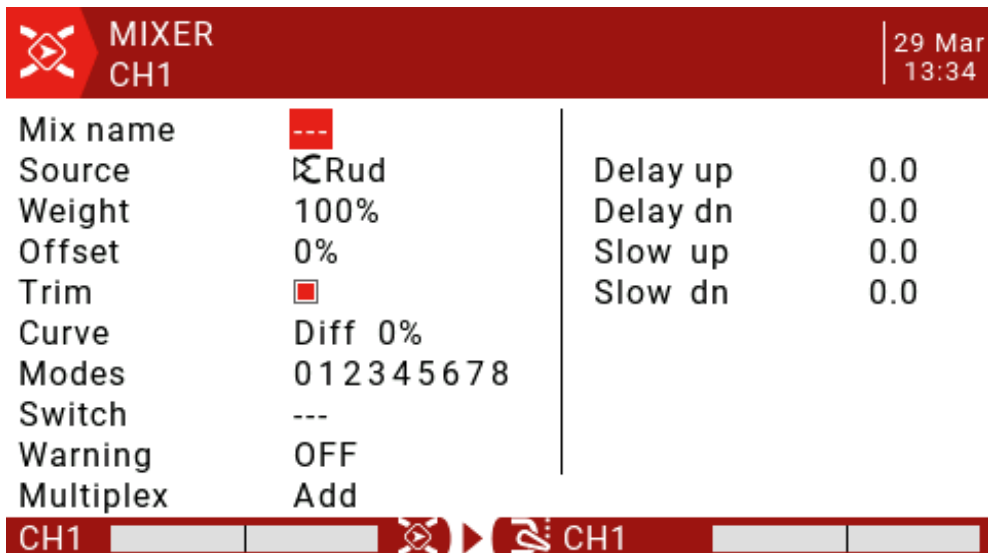 MIXER
CH1
29 Mar
13:34
Mix name ---
Source Rud
Weight 100%
Offset 0%
Trim
Curve Diff 0%
Modes 012345678
Switch ---
Warning OFF
Multiplex Add
Delay up 0.0
Delay dn 0.0
Slow up 0.0
Slow dn 0.0
CH1 CH1